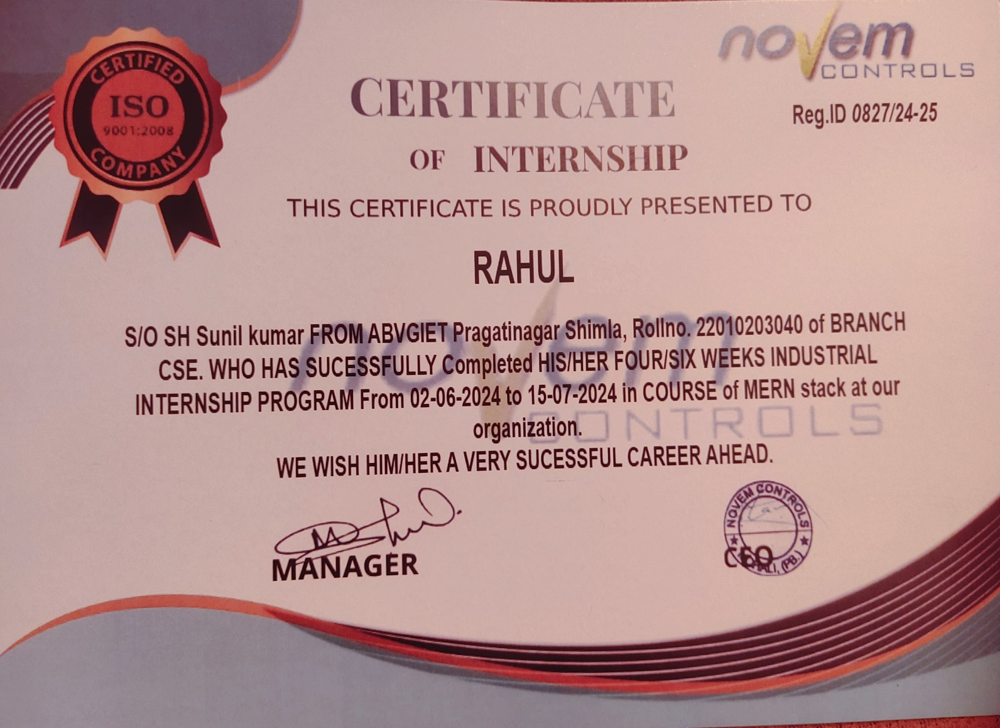 CERTIFIED
ISO
9001:2008
COMPANY
novem
CONTROLS
Reg.ID 0827/24-25
CERTIFICATE
OF INTERNSHIP
THIS CERTIFICATE IS PROUDLY PRESENTED TO
RAHUL
S/O SH Sunil kumar FROM ABVGIET Pragatinagar Shimla, Rollno. 22010203040 of BRANCH
CSE. WHO HAS SUCESSFULLY Completed HIS/HER FOUR/SIX WEEKS INDUSTRIAL
INTERNSHIP PROGRAM From 02-06-2024 to 15-07-2024 in COURSE of MERN stack at our
organization.
WE WISH HIM/HER A VERY SUCESSFUL CAREER AHEAD.
novem
CONTROLS
MANAGER
NOVEM CONTROLS
(PB.)
CEO